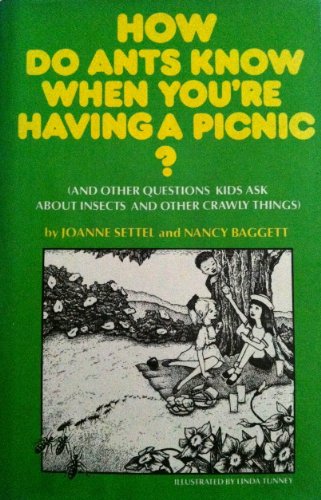 HOW
DO ANTS KNOW
WHEN YOU'RE
HAVING A PICNIC
?
(AND OTHER QUESTIONS KIDS ASK
ABOUT INSECTS AND OTHER CRAWLY THINGS)
by JOANNE SETTEL and NANCY BAGGETT
ILLUSTRATED BY LINDA TUNNEY